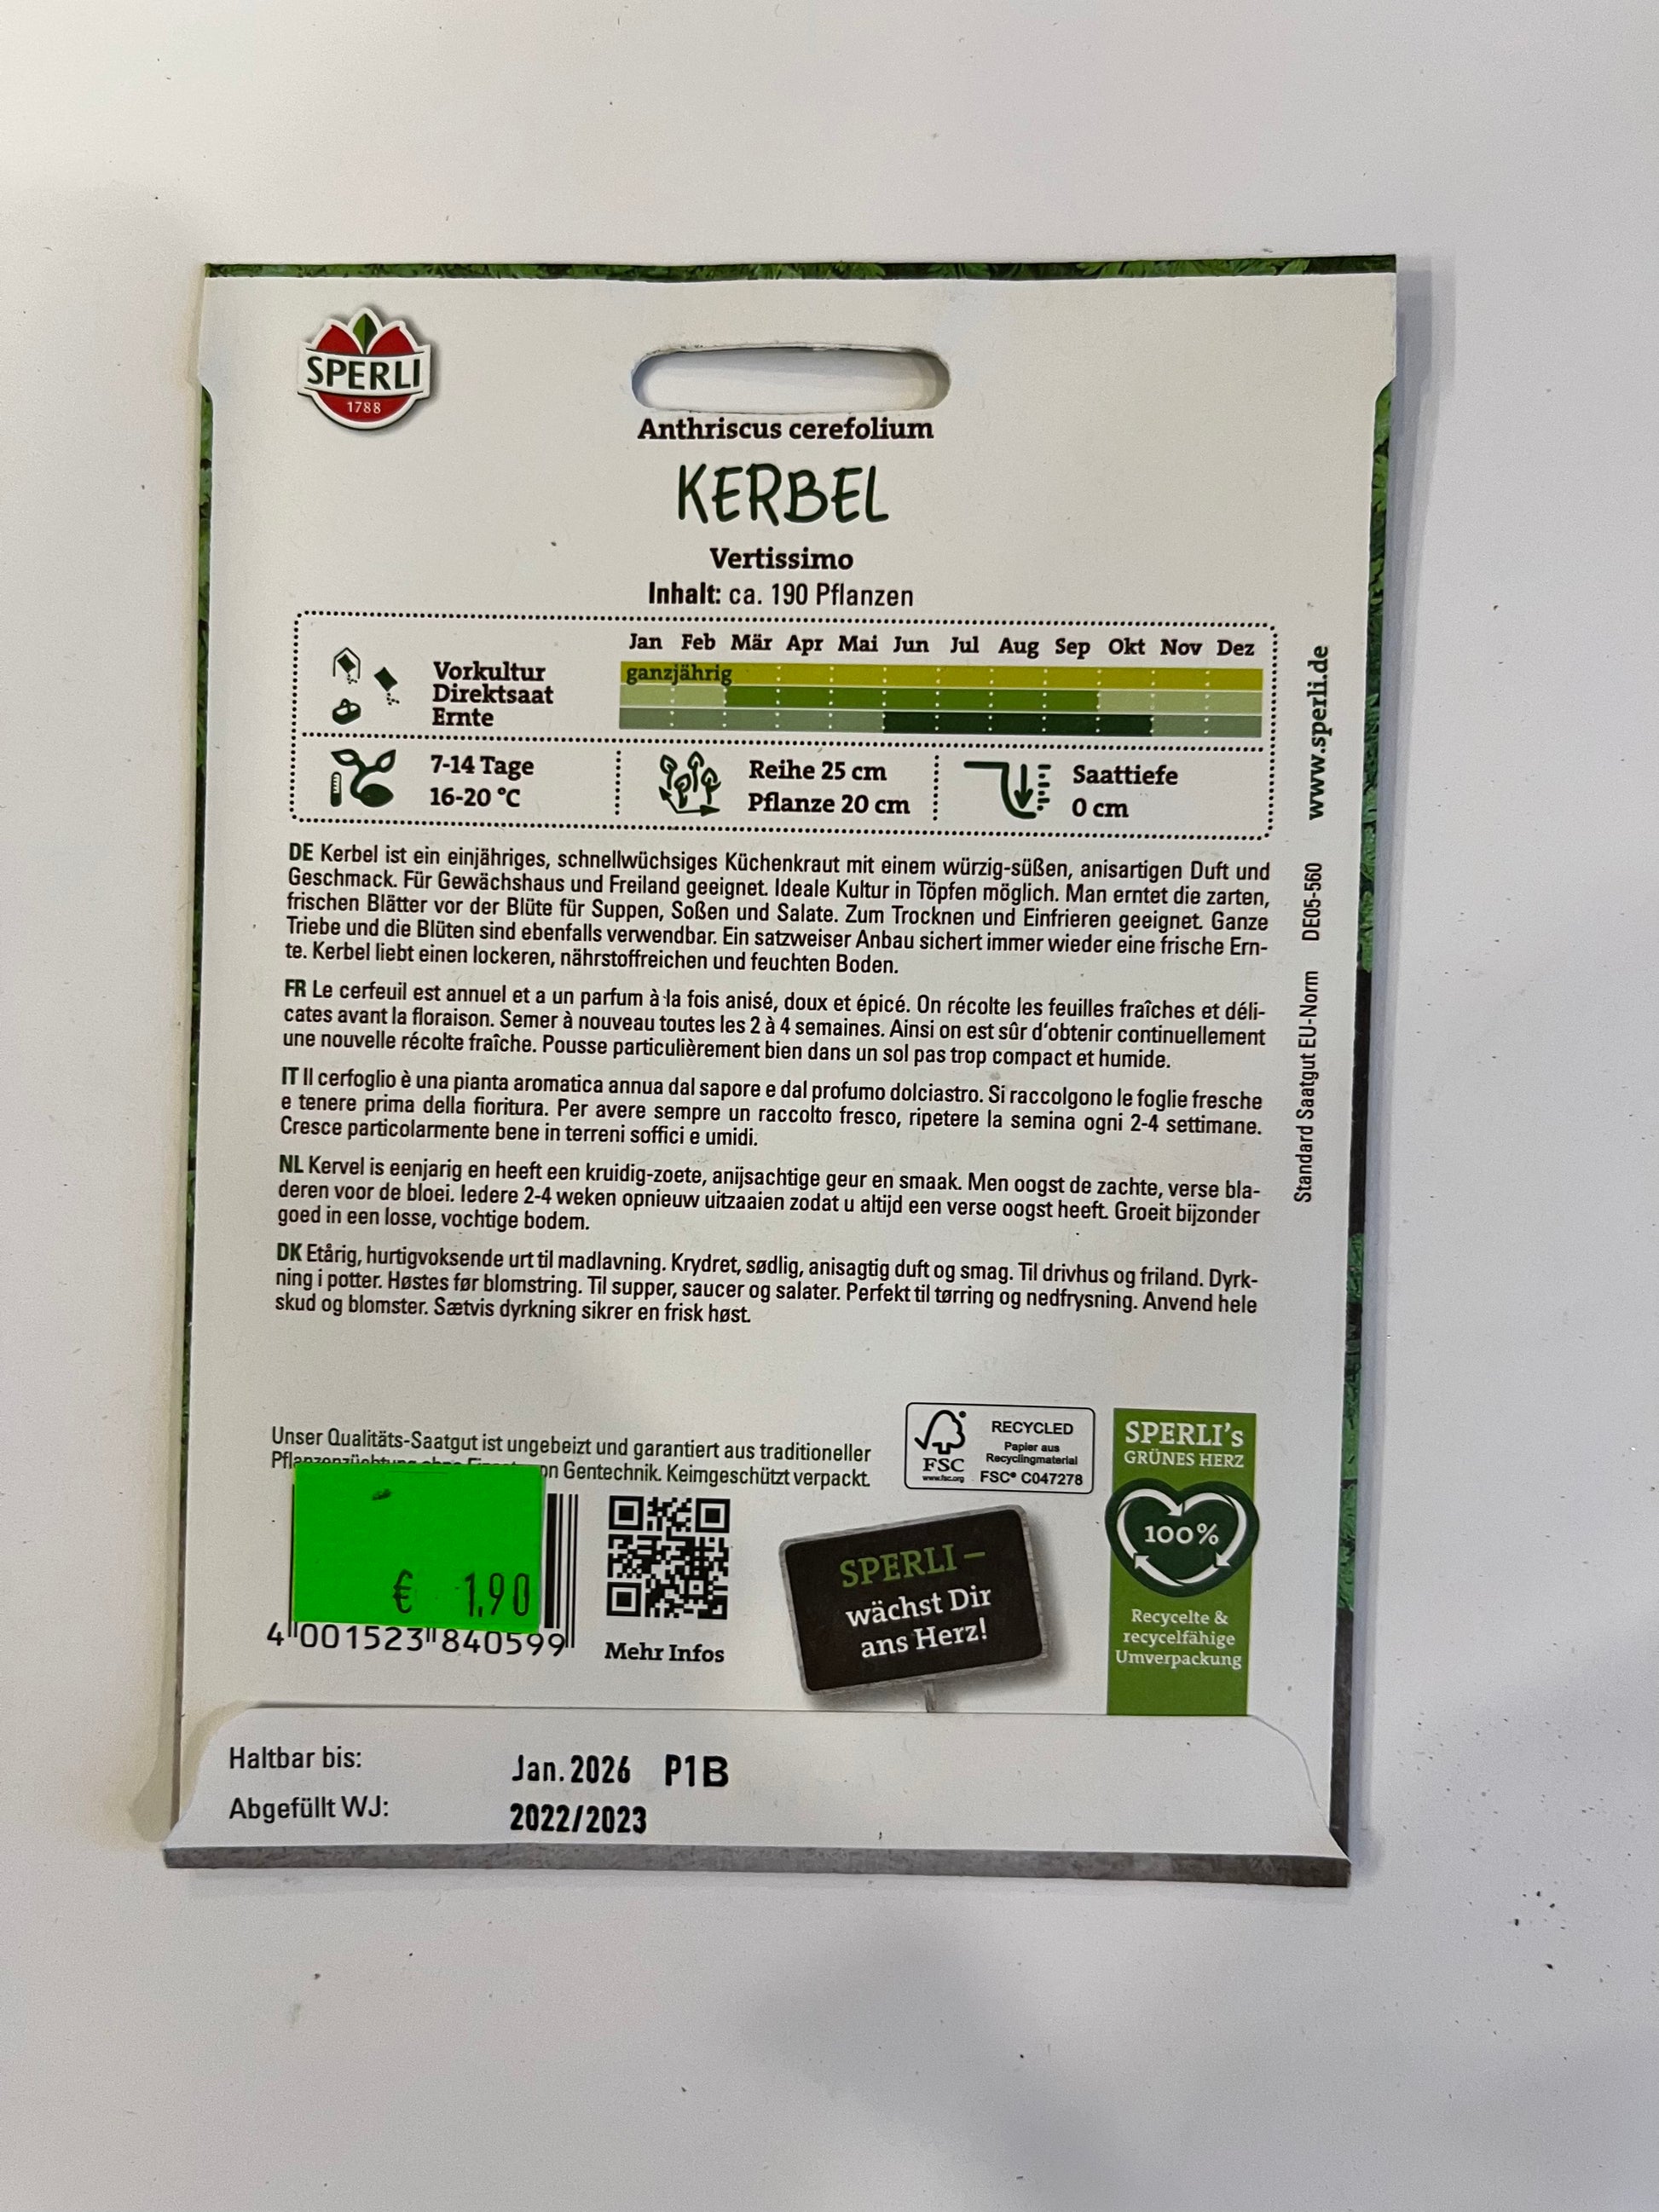 SPERLI
1788
Anthriscus cerefolium
KERBEL
Vertissimo
Inhalt: ca. 190 Pflanzen
Jan Feb Mär Apr Mai Jun Jul Aug Sep Okt Nov Dez
Vorkultur ganzjährig
Direktsaat
Ernte
7-14 Tage
16-20 °C
Reihe 25 cm
Pflanze 20 cm
Saattiefe
0 cm
DE Kerbel ist ein einjähriges, schnellwüchsiges Küchenkraut mit einem würzig-süßen, anisartigen Duft und
Geschmack. Für Gewächshaus und Freiland geeignet. Ideale Kultur in Töpfen möglich. Man erntet die zarten,
frischen Blätter vor der Blüte für Suppen, Soßen und Salate. Zum Trocknen und Einfrieren geeignet. Ganze
Triebe und die Blüten sind ebenfalls verwendbar. Ein satzweiser Anbau sichert immer wieder eine frische Ern-
te. Kerbel liebt einen lockeren, nährstoffreichen und feuchten Boden.
FR Le cerfeuil est annuel et a un parfum à la fois anisé, doux et épicé. On récolte les feuilles fraîches et déli-
cates avant la floraison. Semer à nouveau toutes les 2 à 4 semaines. Ainsi on est sûr d'obtenir continuellement
une nouvelle récolte fraîche. Pousse particulièrement bien dans un sol pas trop compact et humide.
IT Il cerfoglio è una pianta aromatica annua dal sapore e dal profumo dolciastro. Si raccolgono le foglie fresche
e tenere prima della fioritura. Per avere sempre un raccolto fresco, ripetere la semina ogni 2-4 settimane.
Cresce particolarmente bene in terreni soffici e umidi.
NL Kervel is eenjarig en heeft een kruidig-zoete, anijsachtige geur en smaak. Men oogst de zachte, verse bla-
deren voor de bloei. Iedere 2-4 weken opnieuw uitzaaien zodat u altijd een verse oogst heeft. Groeit bijzonder
goed in een losse, vochtige bodem.
DK Etårig, hurtigvoksende urt til madlavning. Krydret, sødlig, anisagtig duft og smag. Til drivhus og friland. Dyrk-
ning i potter. Høstes før blomstring. Til supper, saucer og salater. Perfekt til tørring og nedfrysning. Anvend hele
skud og blomster. Sætvis dyrkning sikrer en frisk høst.
Standard Saatgut EU-Norm DE05-560 www.sperli.de
Unser Qualitäts-Saatgut ist ungebeizt und garantiert aus traditioneller
Gentechnik. Keimgeschützt verpackt.
FSC
www.fsc.org
RECYCLED
Papier aus
Recyclingmaterial
FSC® C047278
SPERLI's
GRÜNES HERZ
100%
Recycelte &
recycelfähige
Umverpackung
€ 1,90
4 001523 840599
Mehr Infos
SPERLI –
wächst Dir
ans Herz!
Haltbar bis: Jan. 2026 P1B
Abgefüllt WJ: 2022/2023